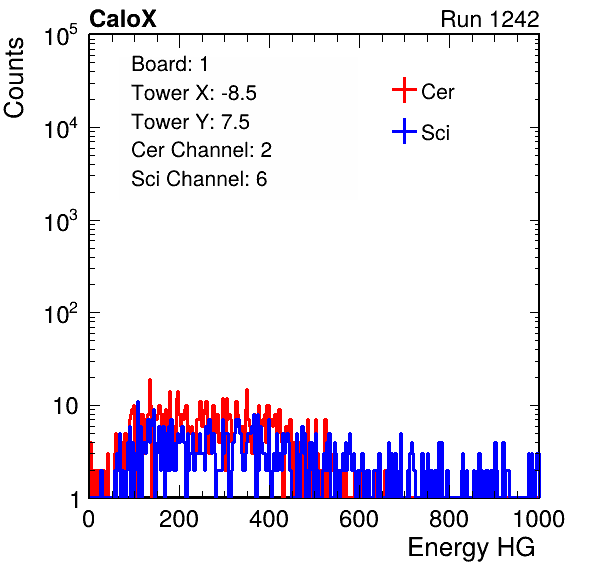 CaloX Run 1242
Counts
10^5
10^4
10^3
10^2
10
1
Board: 1
Tower X: -8.5
Tower Y: 7.5
Cer Channel: 2
Sci Channel: 6
Cer
Sci
0 200 400 600 800 1000
Energy HG